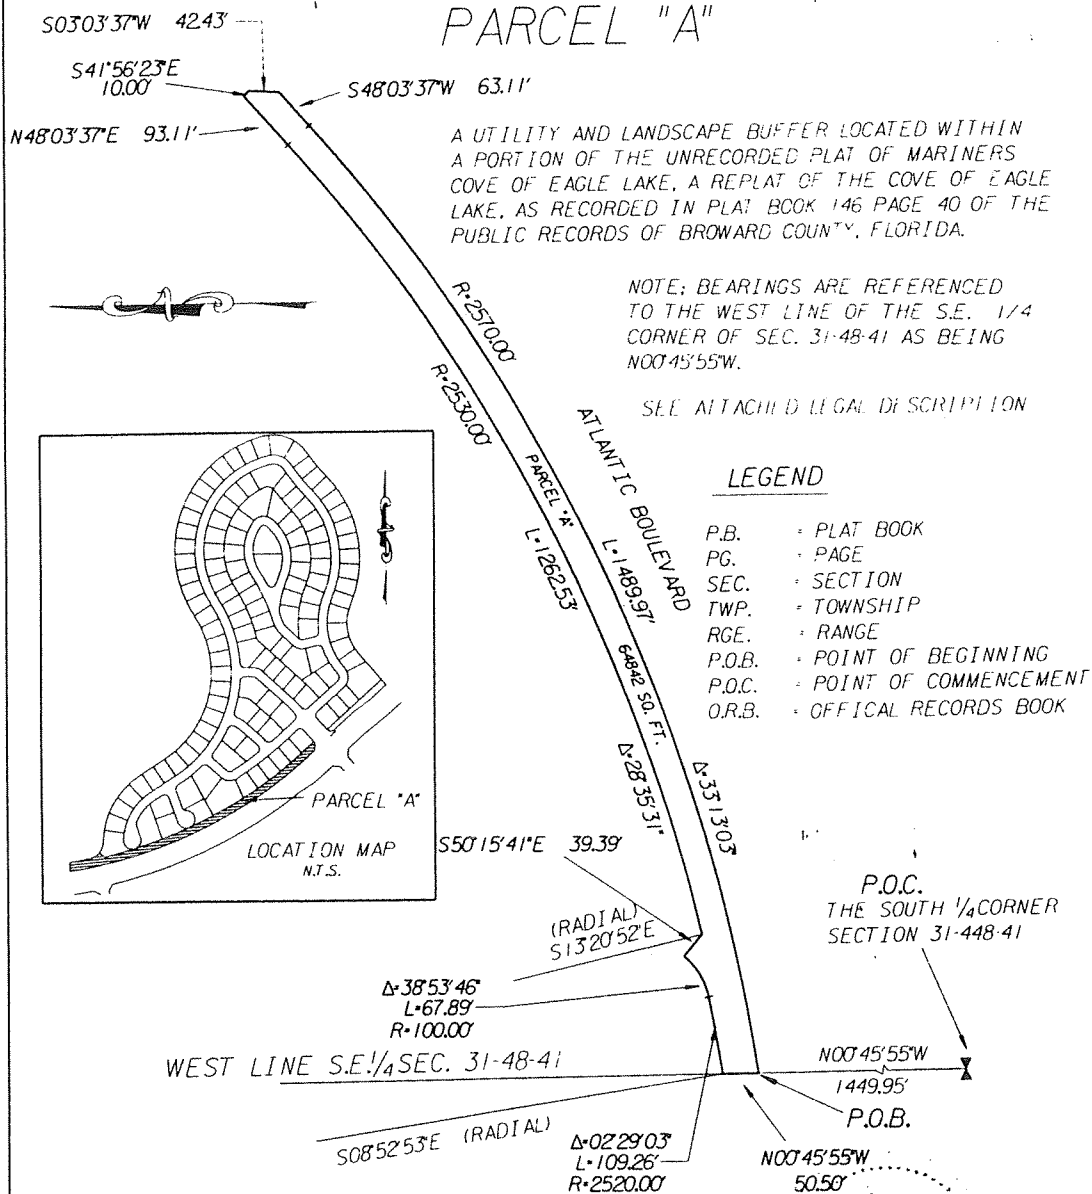 PARCEL "A"
S03°03'37"W 42.43'
S41°56'23"E
10.00'
S48°03'37"W 63.11'
N48°03'37"E 93.11'
A UTILITY AND LANDSCAPE BUFFER LOCATED WITHIN
A PORTION OF THE UNRECORDED PLAT OF MARINERS
COVE OF EAGLE LAKE, A REPLAT OF THE COVE OF EAGLE
LAKE, AS RECORDED IN PLAT BOOK 146 PAGE 40 OF THE
PUBLIC RECORDS OF BROWARD COUNTY, FLORIDA.
NOTE: BEARINGS ARE REFERENCED
TO THE WEST LINE OF THE S.E. 1/4
CORNER OF SEC. 31-48-41 AS BEING
N00°45'55"W.
SEE ATTACHED LEGAL DESCRIPTION
R=2570.00'
R=2530.00'
ATLANTIC BOULEVARD
PARCEL "A"
L=1262.53'
L=1489.97'
64842 SQ. FT.
Δ=28°35'31"
Δ=33°13'03"
LEGEND
P.B. = PLAT BOOK
PG. = PAGE
SEC. = SECTION
TWP. = TOWNSHIP
RGE. = RANGE
P.O.B. = POINT OF BEGINNING
P.O.C. = POINT OF COMMENCEMENT
O.R.B. = OFFICAL RECORDS BOOK
PARCEL "A"
LOCATION MAP
N.T.S.
S50°15'41"E 39.39'
(RADIAL)
S13°20'52"E
P.O.C.
THE SOUTH 1/4 CORNER
SECTION 31-448-41
Δ=38°53'46"
L=67.89'
R=100.00'
WEST LINE S.E. 1/4 SEC. 31-48-41
N00°45'55"W
1449.95'
P.O.B.
S08°52'53"E (RADIAL)
Δ=02°29'03"
L=109.26'
R=2520.00'
N00°45'55"W
50.50'